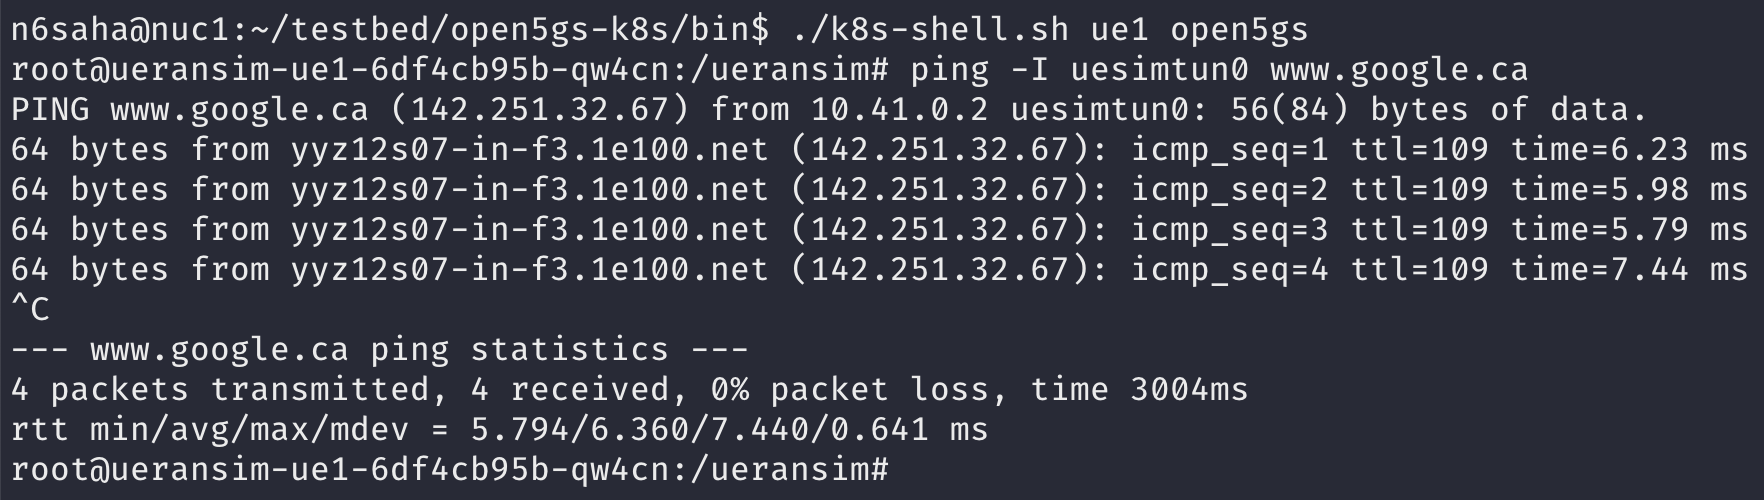 n6saha@nuc1:~/testbed/open5gs-k8s/bin$ ./k8s-shell.sh ue1 open5gs
root@ueransim-ue1-6df4cb95b-qw4cn:/ueransim# ping -I uesimtun0 www.google.ca
PING www.google.ca (142.251.32.67) from 10.41.0.2 uesimtun0: 56(84) bytes of data.
64 bytes from yyz12s07-in-f3.1e100.net (142.251.32.67): icmp_seq=1 ttl=109 time=6.23 ms
64 bytes from yyz12s07-in-f3.1e100.net (142.251.32.67): icmp_seq=2 ttl=109 time=5.98 ms
64 bytes from yyz12s07-in-f3.1e100.net (142.251.32.67): icmp_seq=3 ttl=109 time=5.79 ms
64 bytes from yyz12s07-in-f3.1e100.net (142.251.32.67): icmp_seq=4 ttl=109 time=7.44 ms
^C
--- www.google.ca ping statistics ---
4 packets transmitted, 4 received, 0% packet loss, time 3004ms
rtt min/avg/max/mdev = 5.794/6.360/7.440/0.641 ms
root@ueransim-ue1-6df4cb95b-qw4cn:/ueransim#